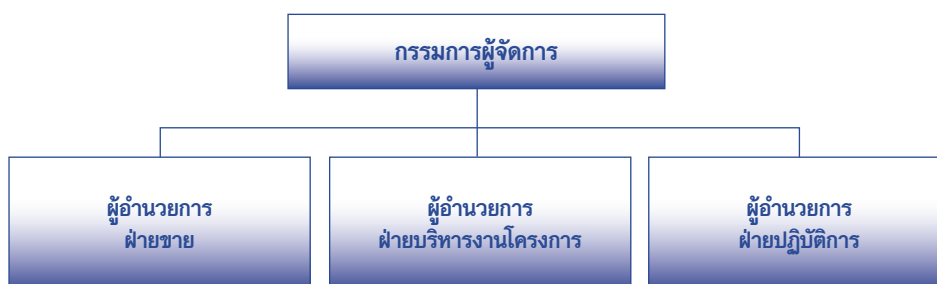 กรรมการผู้จัดการ
ผู้อำนวยการ
ฝ่ายขาย
ผู้อำนวยการ
ฝ่ายบริหารงานโครงการ
ผู้อำนวยการ
ฝ่ายปฏิบัติการ